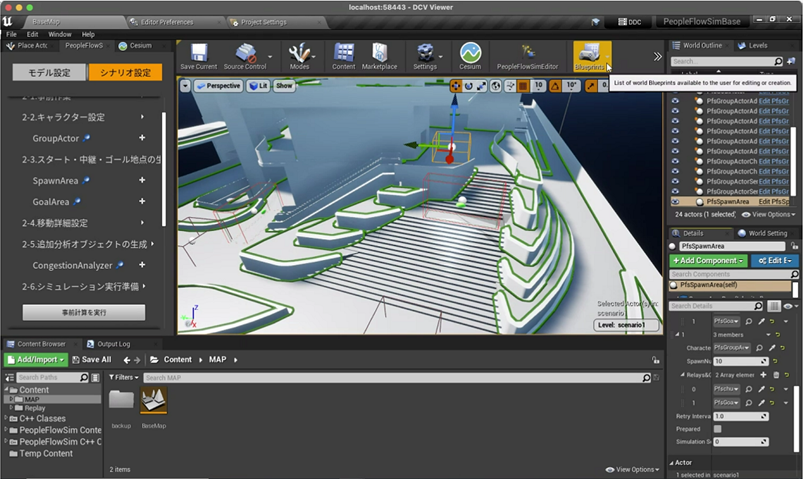 localhost:58443 - DCV Viewer
BaseMap
Editor Preferences
Project Settings
DDC
PeopleFlowSimBase
File Edit Window Help
Place Actc
PeopleFlowS
Cesium
モデル設定
シナリオ設定
2-2.キャラクター設定
GroupActor
2-3.スタート・中継・ゴール地点の生
SpawnArea
GoalArea
2-4.移動詳細設定
2-5.追加分析オブジェクトの生成
CongestionAnalyzer
2-6.シミュレーション実行準備
事前計算を実行
Save Current
Source Control
Modes
Content
Marketplace
Settings
Cesium
PeopleFlowSimEditor
Blueprints
Perspective
Lit
Show
10
10°
Selected Actor(s) in:
scenario
Level: scenario1
World Outline
Levels
Search...
List of world Blueprints available to the user for editing or creation.
PfsGroupActorAd Edit PfsGr
PfsGroupActorAd Edit PfsGr
PfsGroupActorAd Edit PfsGr
PfsGroupActorAd Edit PfsGr
PfsGroupActorAd Edit PfsGr
PfsGroupActorCh Edit PfsGr
PfsGroupActorCh Edit PfsGr
PfsGroupActorSe Edit PfsGr
PfsGroupActorSe Edit PfsGr
PfsSpawnArea Edit PfsSp
24 actors (1 selected)
View Options
Details
World Setting
PfsSpawnArea
+Add Component
Edit E
Search Components
PfsSpawnArea(self)
Search Details
1
PfsGoa
1
3 members
Characte
PfsGroupAc
SpawnNu
10
Relays&G
2 Array elemer
0
1
PfsGoa
Retry Interva
1.0
Prepared
Simulation S
0
Actor
1 selected in
scenario1
Content Browser
Output Log
Add/Import
Save All
Content
MAP
Search Paths
Filters
Search MAP
Content
MAP
Replay
C++ Classes
PeopleFlowSim Conte
PeopleFlowSim C++ C
Temp Content
backup
BaseMap
2 items
View Options